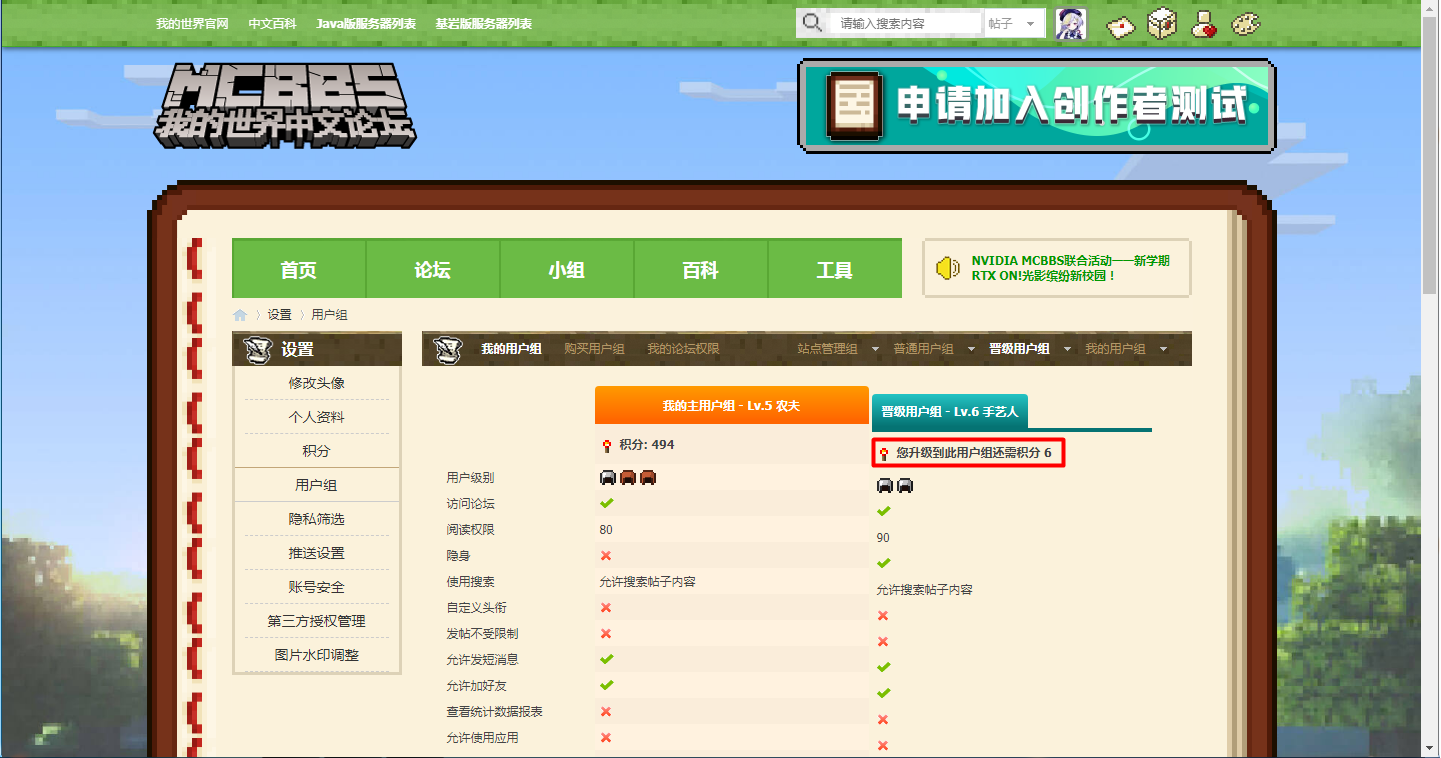 我的世界官网 中文百科 Java版服务器列表 基岩版服务器列表
请输入搜索内容 帖子
MCBBS
我的世界中文论坛
申请加入创作者测试
首页 论坛 小组 百科 工具
NVIDIA MCBBS联合活动——新学期
RTX ON!光影缤纷新校园！
设置 用户组
设置
修改头像
个人资料
积分
用户组
隐私筛选
推送设置
账号安全
第三方授权管理
图片水印调整
我的用户组 购买用户组 我的论坛权限 站点管理组 普通用户组 晋级用户组 我的用户组
我的主用户组 - Lv.5 农夫 晋级用户组 - Lv.6 手艺人
积分: 494 您升级到此用户组还需积分 6
用户级别
访问论坛
阅读权限 80 90
隐身
使用搜索 允许搜索帖子内容 允许搜索帖子内容
自定义头衔
发帖不受限制
允许发短消息
允许加好友
查看统计数据报表
允许使用应用